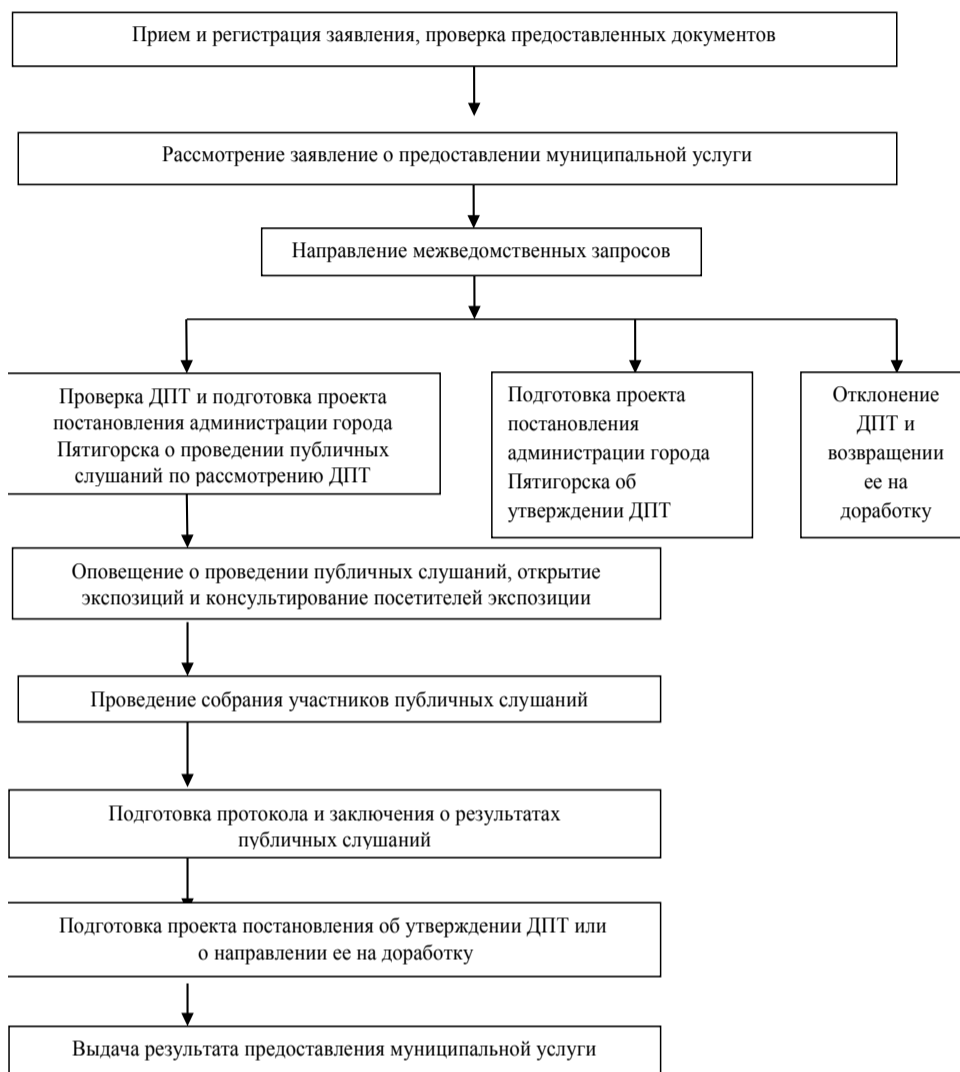 Прием и регистрация заявления, проверка предоставленных документов
Рассмотрение заявление о предоставлении муниципальной услуги
Направление межведомственных запросов
Проверка ДПТ и подготовка проекта
постановления администрации города
Пятигорска о проведении публичных
слушаний по рассмотрению ДПТ
Подготовка проекта
постановления
администрации города
Пятигорска об
утверждении ДПТ
Отклонение
ДПТ и
возвращении
ее на
доработку
Оповещение о проведении публичных слушаний, открытие
экспозиций и консультирование посетителей экспозиции
Проведение собрания участников публичных слушаний
Подготовка протокола и заключения о результатах
публичных слушаний
Подготовка проекта постановления об утверждении ДПТ или
о направлении ее на доработку
Выдача результата предоставления муниципальной услуги